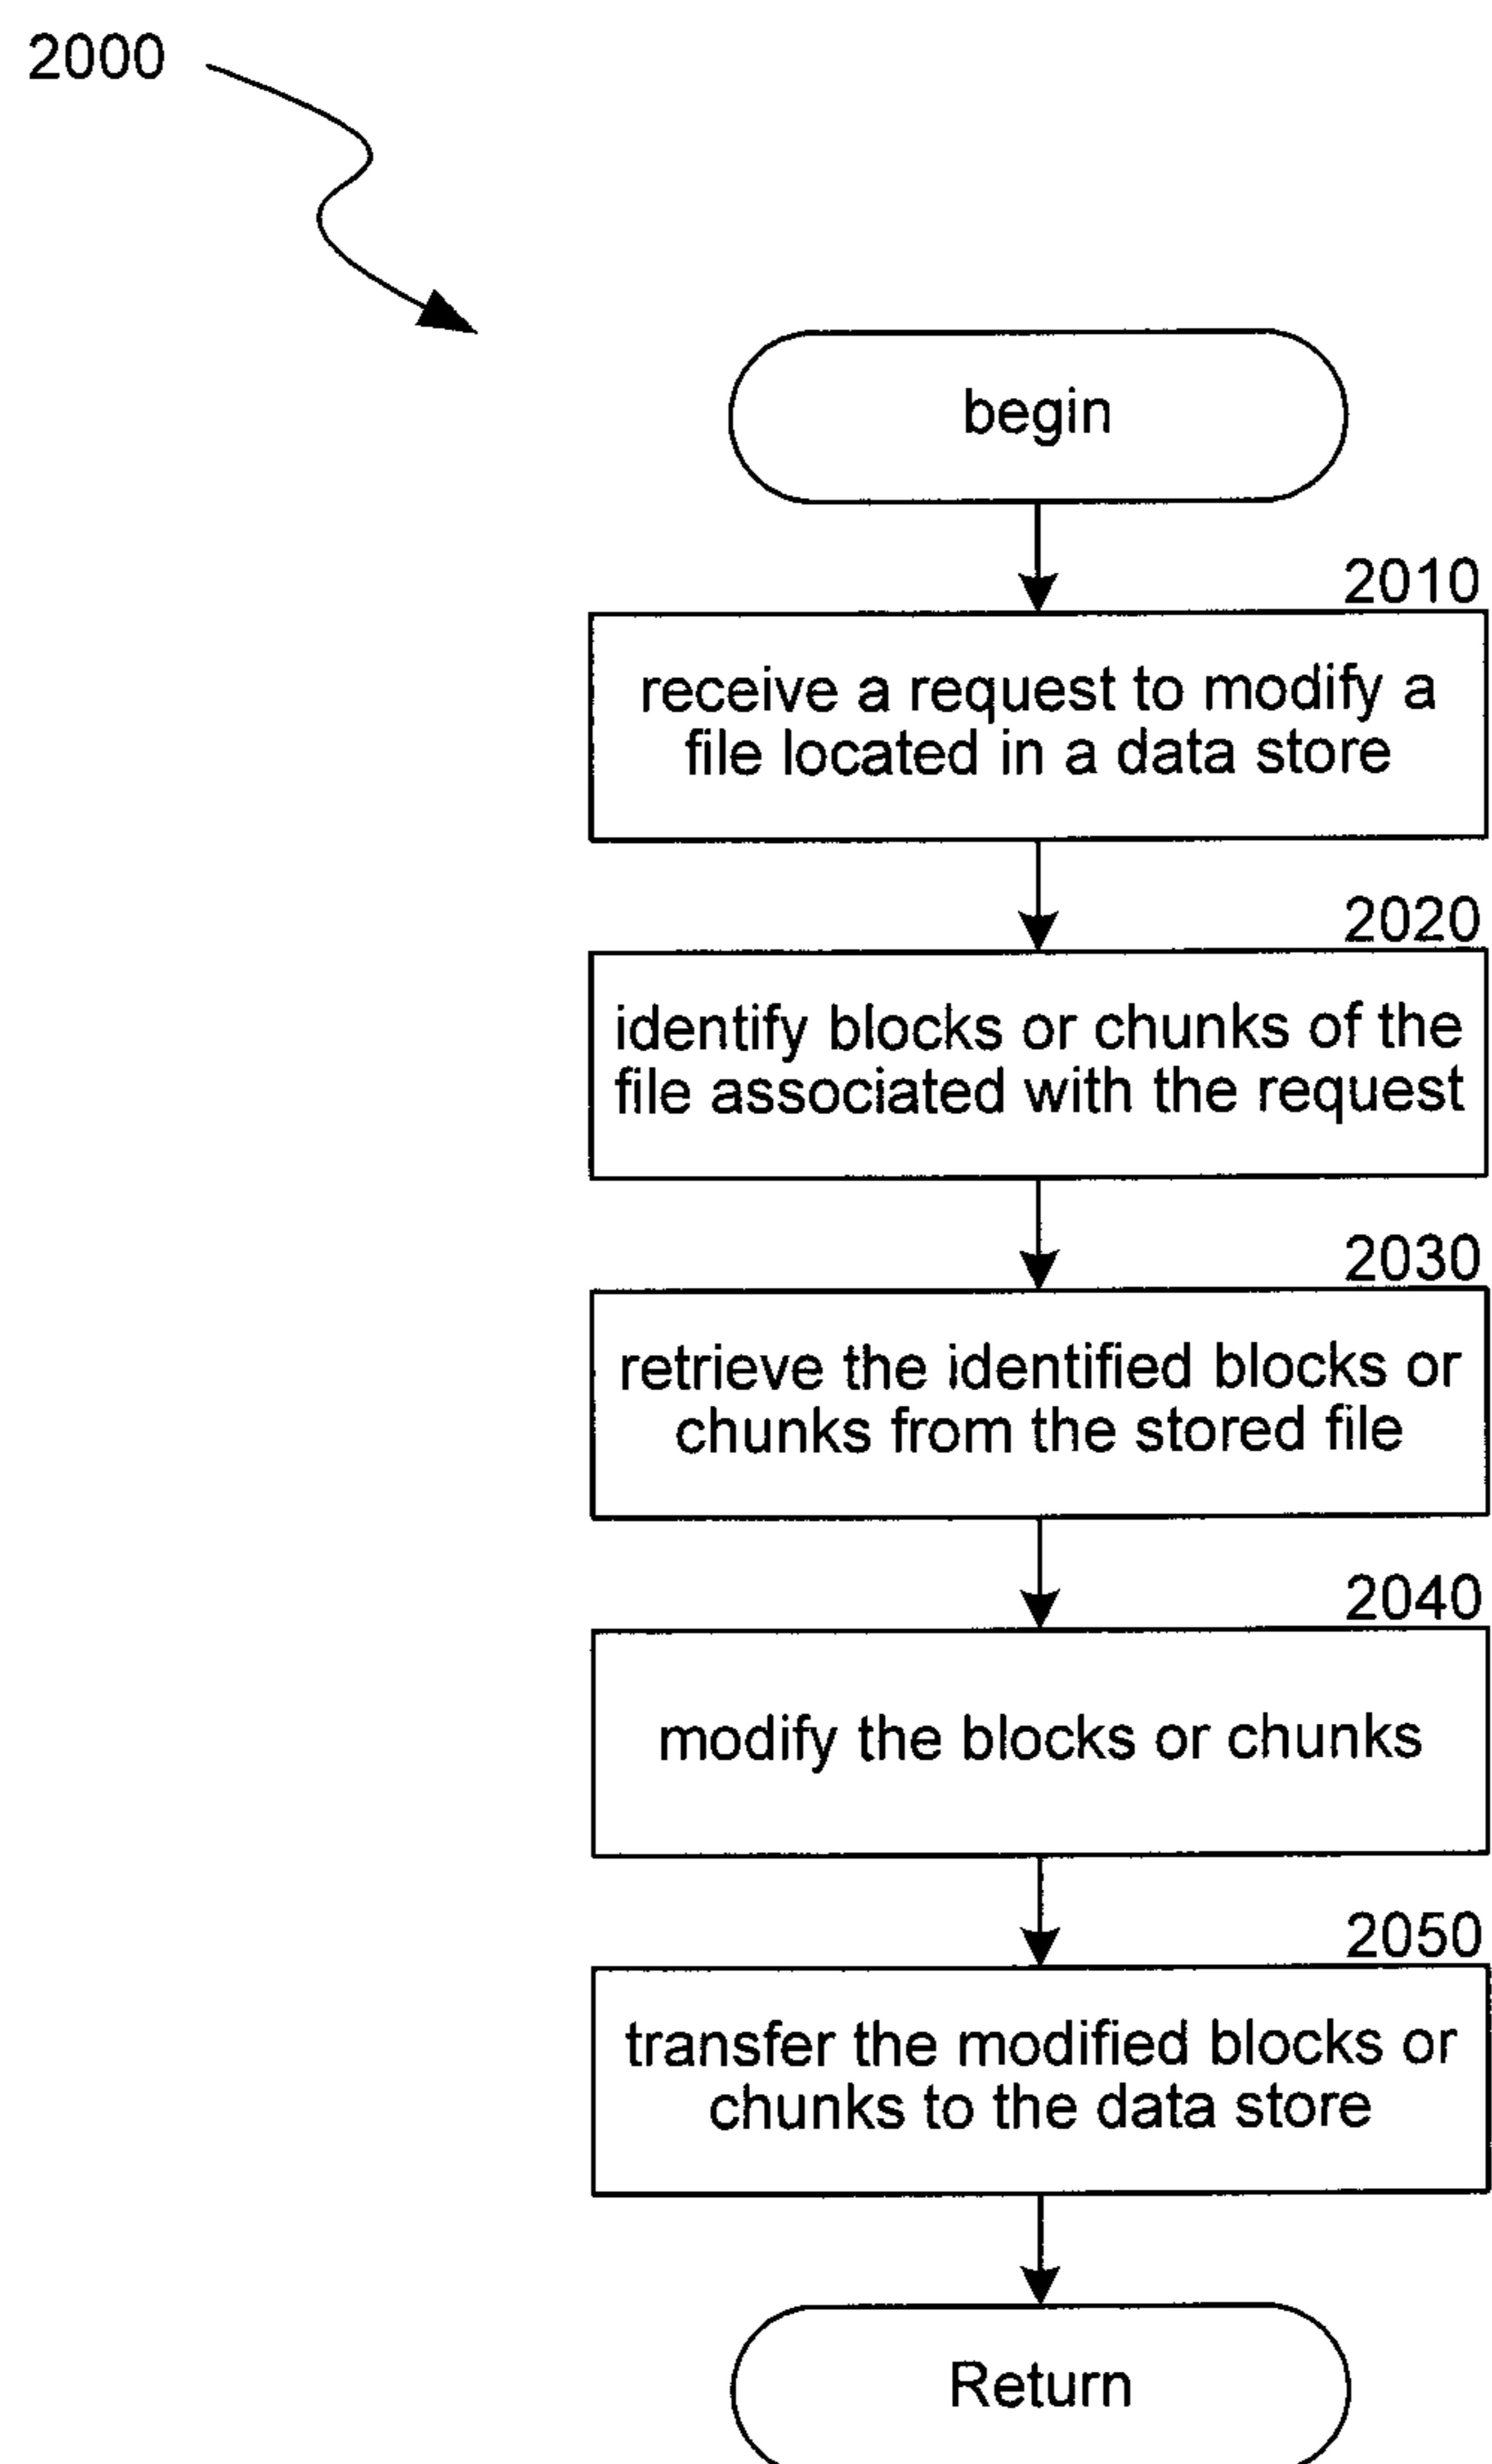 2000
begin
2010
receive a request to modify a
file located in a data store
2020
identify blocks or chunks of the
file associated with the request
2030
retrieve the identified blocks or
chunks from the stored file
2040
modify the blocks or chunks
2050
transfer the modified blocks or
chunks to the data store
Return